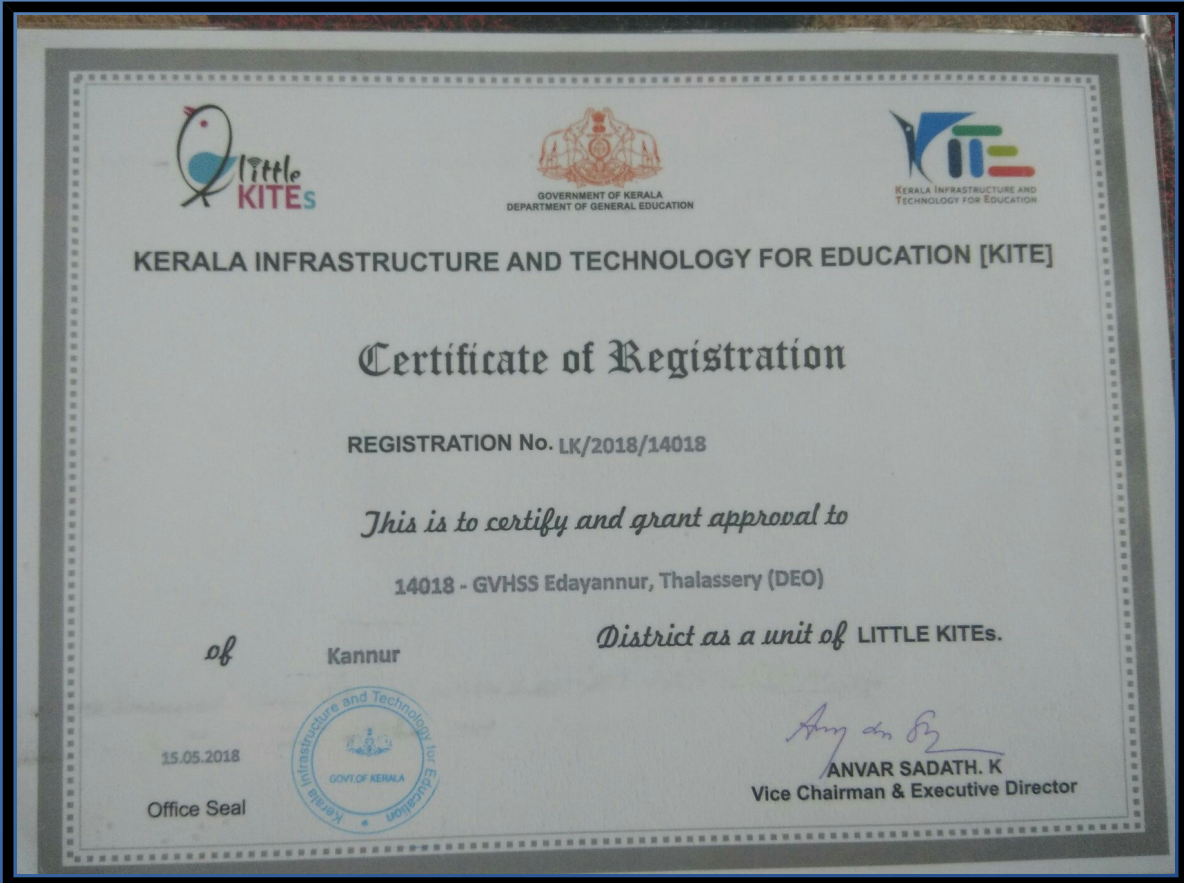 little
KITEs
GOVERNMENT OF KERALA
DEPARTMENT OF GENERAL EDUCATION
KITE
KERALA INFRASTRUCTURE AND
TECHNOLOGY FOR EDUCATION
KERALA INFRASTRUCTURE AND TECHNOLOGY FOR EDUCATION [KITE]
Certificate of Registration
REGISTRATION No. LK/2018/14018
This is to certify and grant approval to
14018 - GVHSS Edayannur, Thalassery (DEO)
of Kannur District as a unit of LITTLE KITEs.
Kerala Infrastructure and Technology for Education
GOVT.OF KERALA
15.05.2018
Office Seal
ANVAR SADATH. K
Vice Chairman & Executive Director